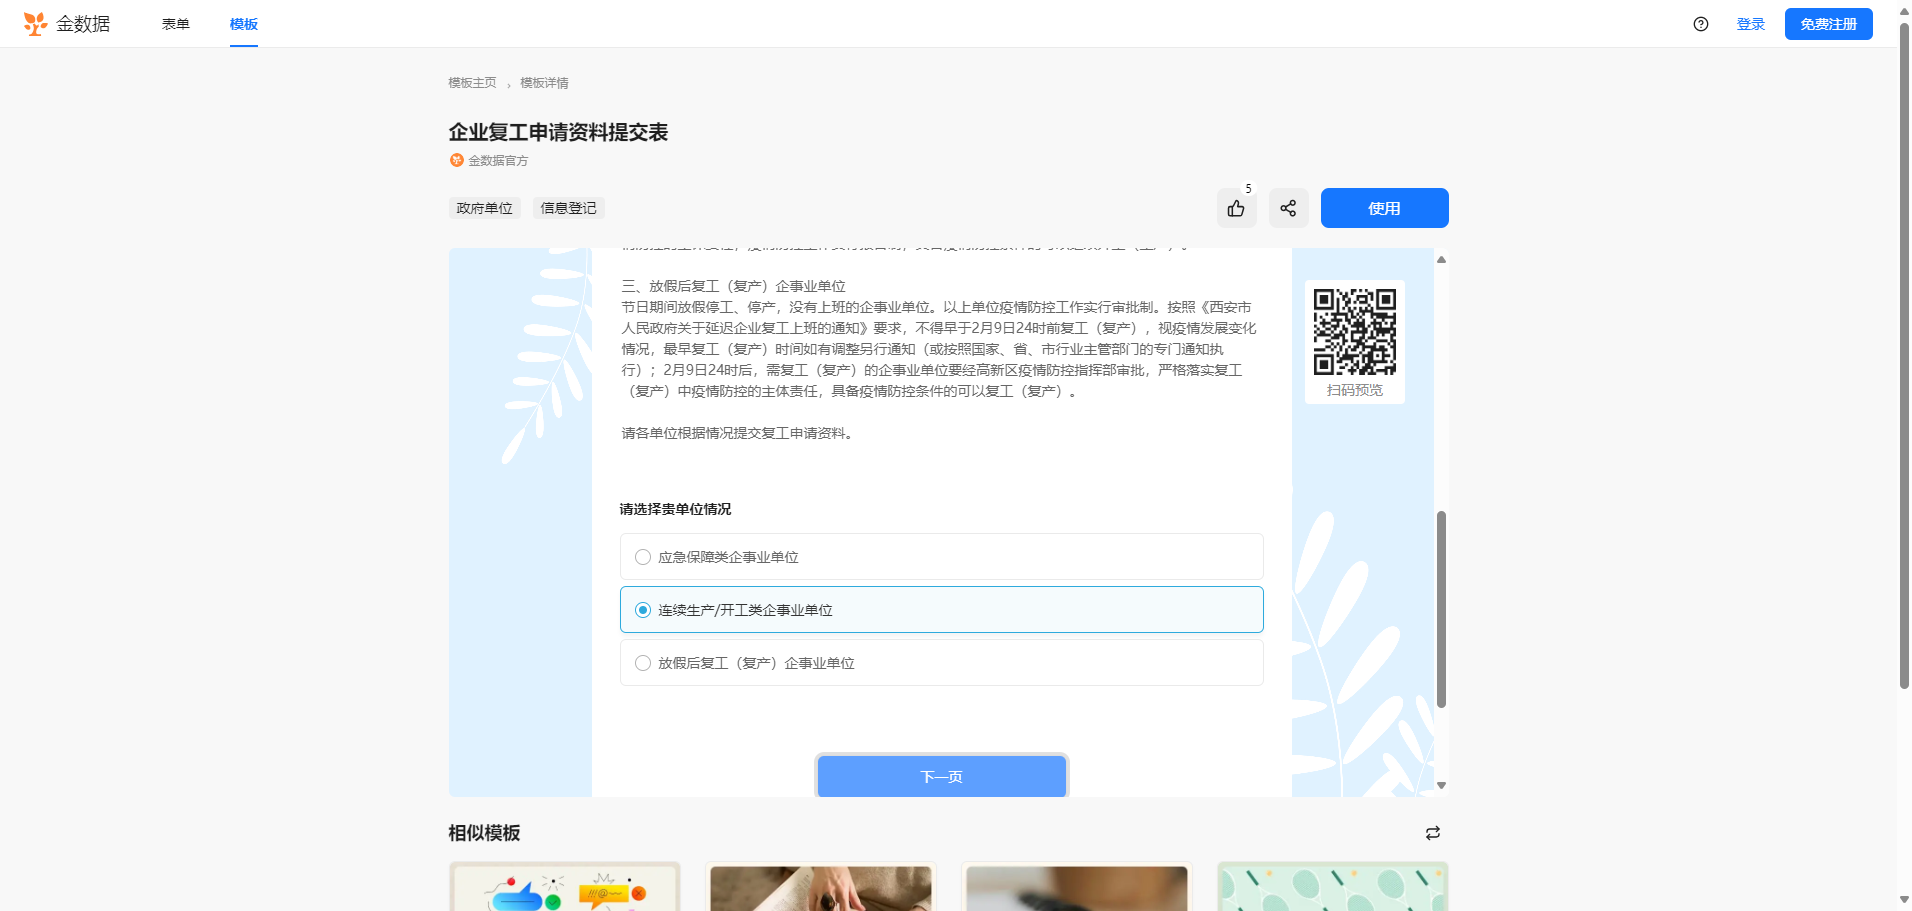 金数据
表单
模板
登录
免费注册
模板主页 , 模板详情
企业复工申请资料提交表
金数据官方
政府单位
信息登记
5
使用
三、放假后复工（复产）企事业单位
节日期间放假停工、停产，没有上班的企事业单位。以上单位疫情防控工作实行审批制。按照《西安市
人民政府关于延迟企业复工上班的通知》要求，不得早于2月9日24时前复工（复产），视疫情发展变化
情况，最早复工（复产）时间如有调整另行通知（或按照国家、省、市行业主管部门的专门通知执
行）；2月9日24时后，需复工（复产）的企事业单位要经高新区疫情防控指挥部审批，严格落实复工
（复产）中疫情防控的主体责任，具备疫情防控条件的可以复工（复产）。
扫码预览
请各单位根据情况提交复工申请资料。
请选择贵单位情况
应急保障类企事业单位
连续生产/开工类企事业单位
放假后复工（复产）企事业单位
下一页
相似模板